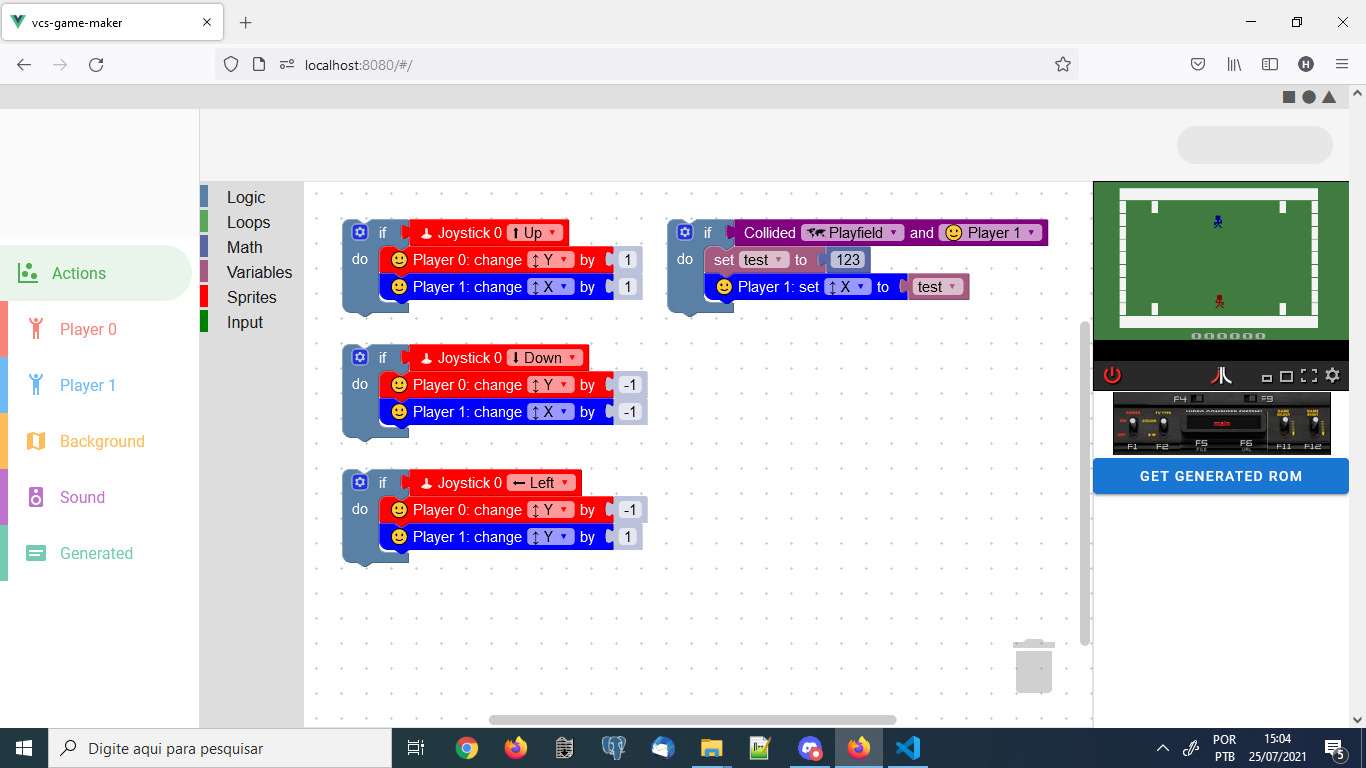 vcs-game-maker
localhost:8080/#/
Actions
Player 0
Player 1
Background
Sound
Generated
Logic
Loops
Math
Variables
Sprites
Input
if Joystick 0 Up
do Player 0: change Y by 1
Player 1: change X by 1
if Joystick 0 Down
do Player 0: change Y by -1
Player 1: change X by -1
if Joystick 0 Left
do Player 0: change Y by -1
Player 1: change Y by 1
if Collided Playfield and Player 1
do set test to 123
Player 1: set X to test
000000
F4 F9
VIDEO COMPUTER SYSTEM
main
F1 F2 F5 F6 F11 F12
GET GENERATED ROM
Digite aqui para pesquisar
POR
PTB
15:04
25/07/2021
5